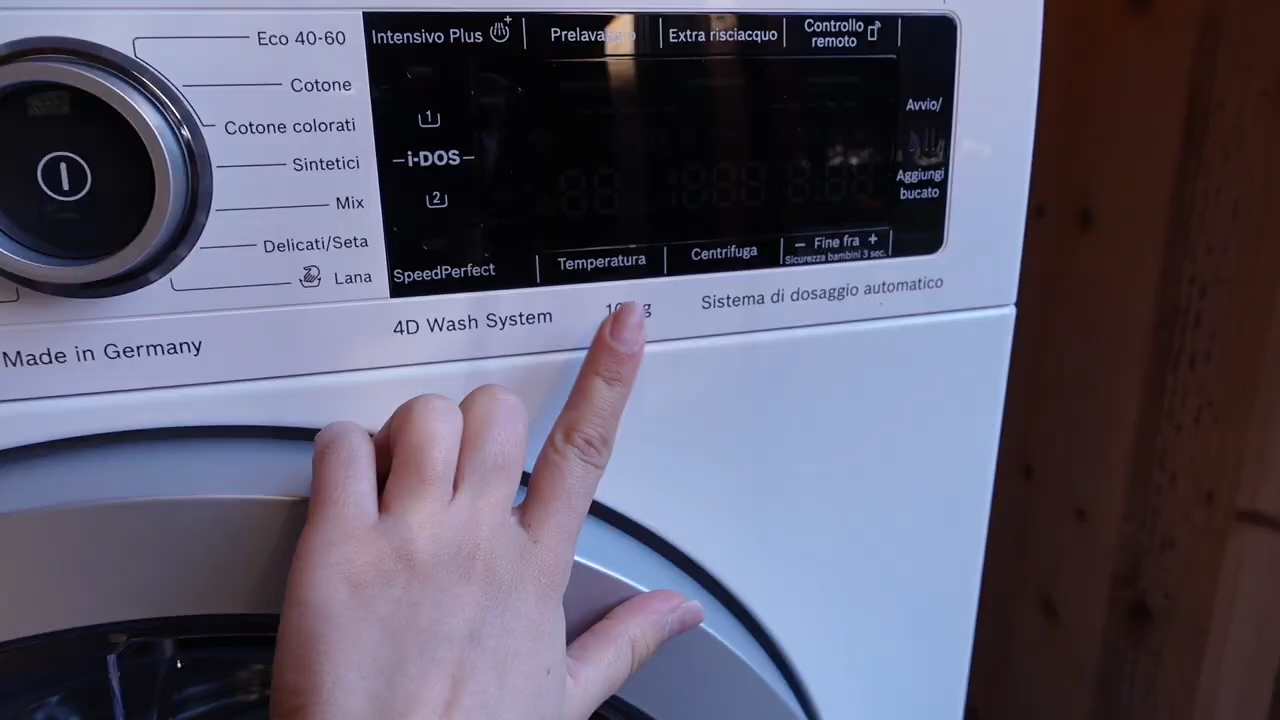 Eco 40-60
Cotone
Cotone colorati
Sintetici
Mix
Delicati/Seta
Lana
Intensivo Plus
Prelavaggio
Extra risciacquo
Controllo
remoto
1
i-DOS
2
SpeedPerfect
Temperatura
Centrifuga
− Fine fra +
Sicurezza bambini 3 sec.
Avvio/
Aggiungi
bucato
Made in Germany
4D Wash System
Sistema di dosaggio automatico